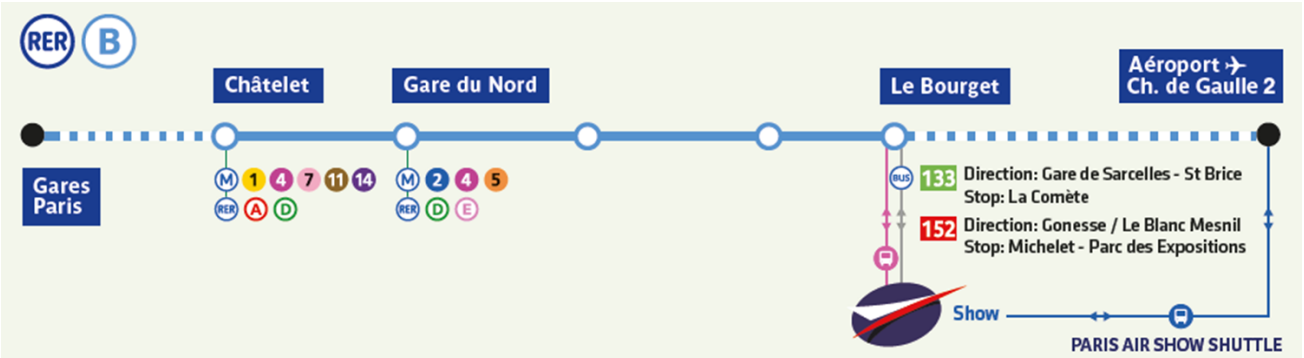 RER B
Châtelet
Gare du Nord
Le Bourget
Aéroport
Ch. de Gaulle 2
Gares
Paris
M 1 4 7 11 14
RER A D
M 2 4 5
RER D E
BUS 133 Direction: Gare de Sarcelles - St Brice
Stop: La Comète
152 Direction: Gonesse / Le Blanc Mesnil
Stop: Michelet - Parc des Expositions
Show
PARIS AIR SHOW SHUTTLE